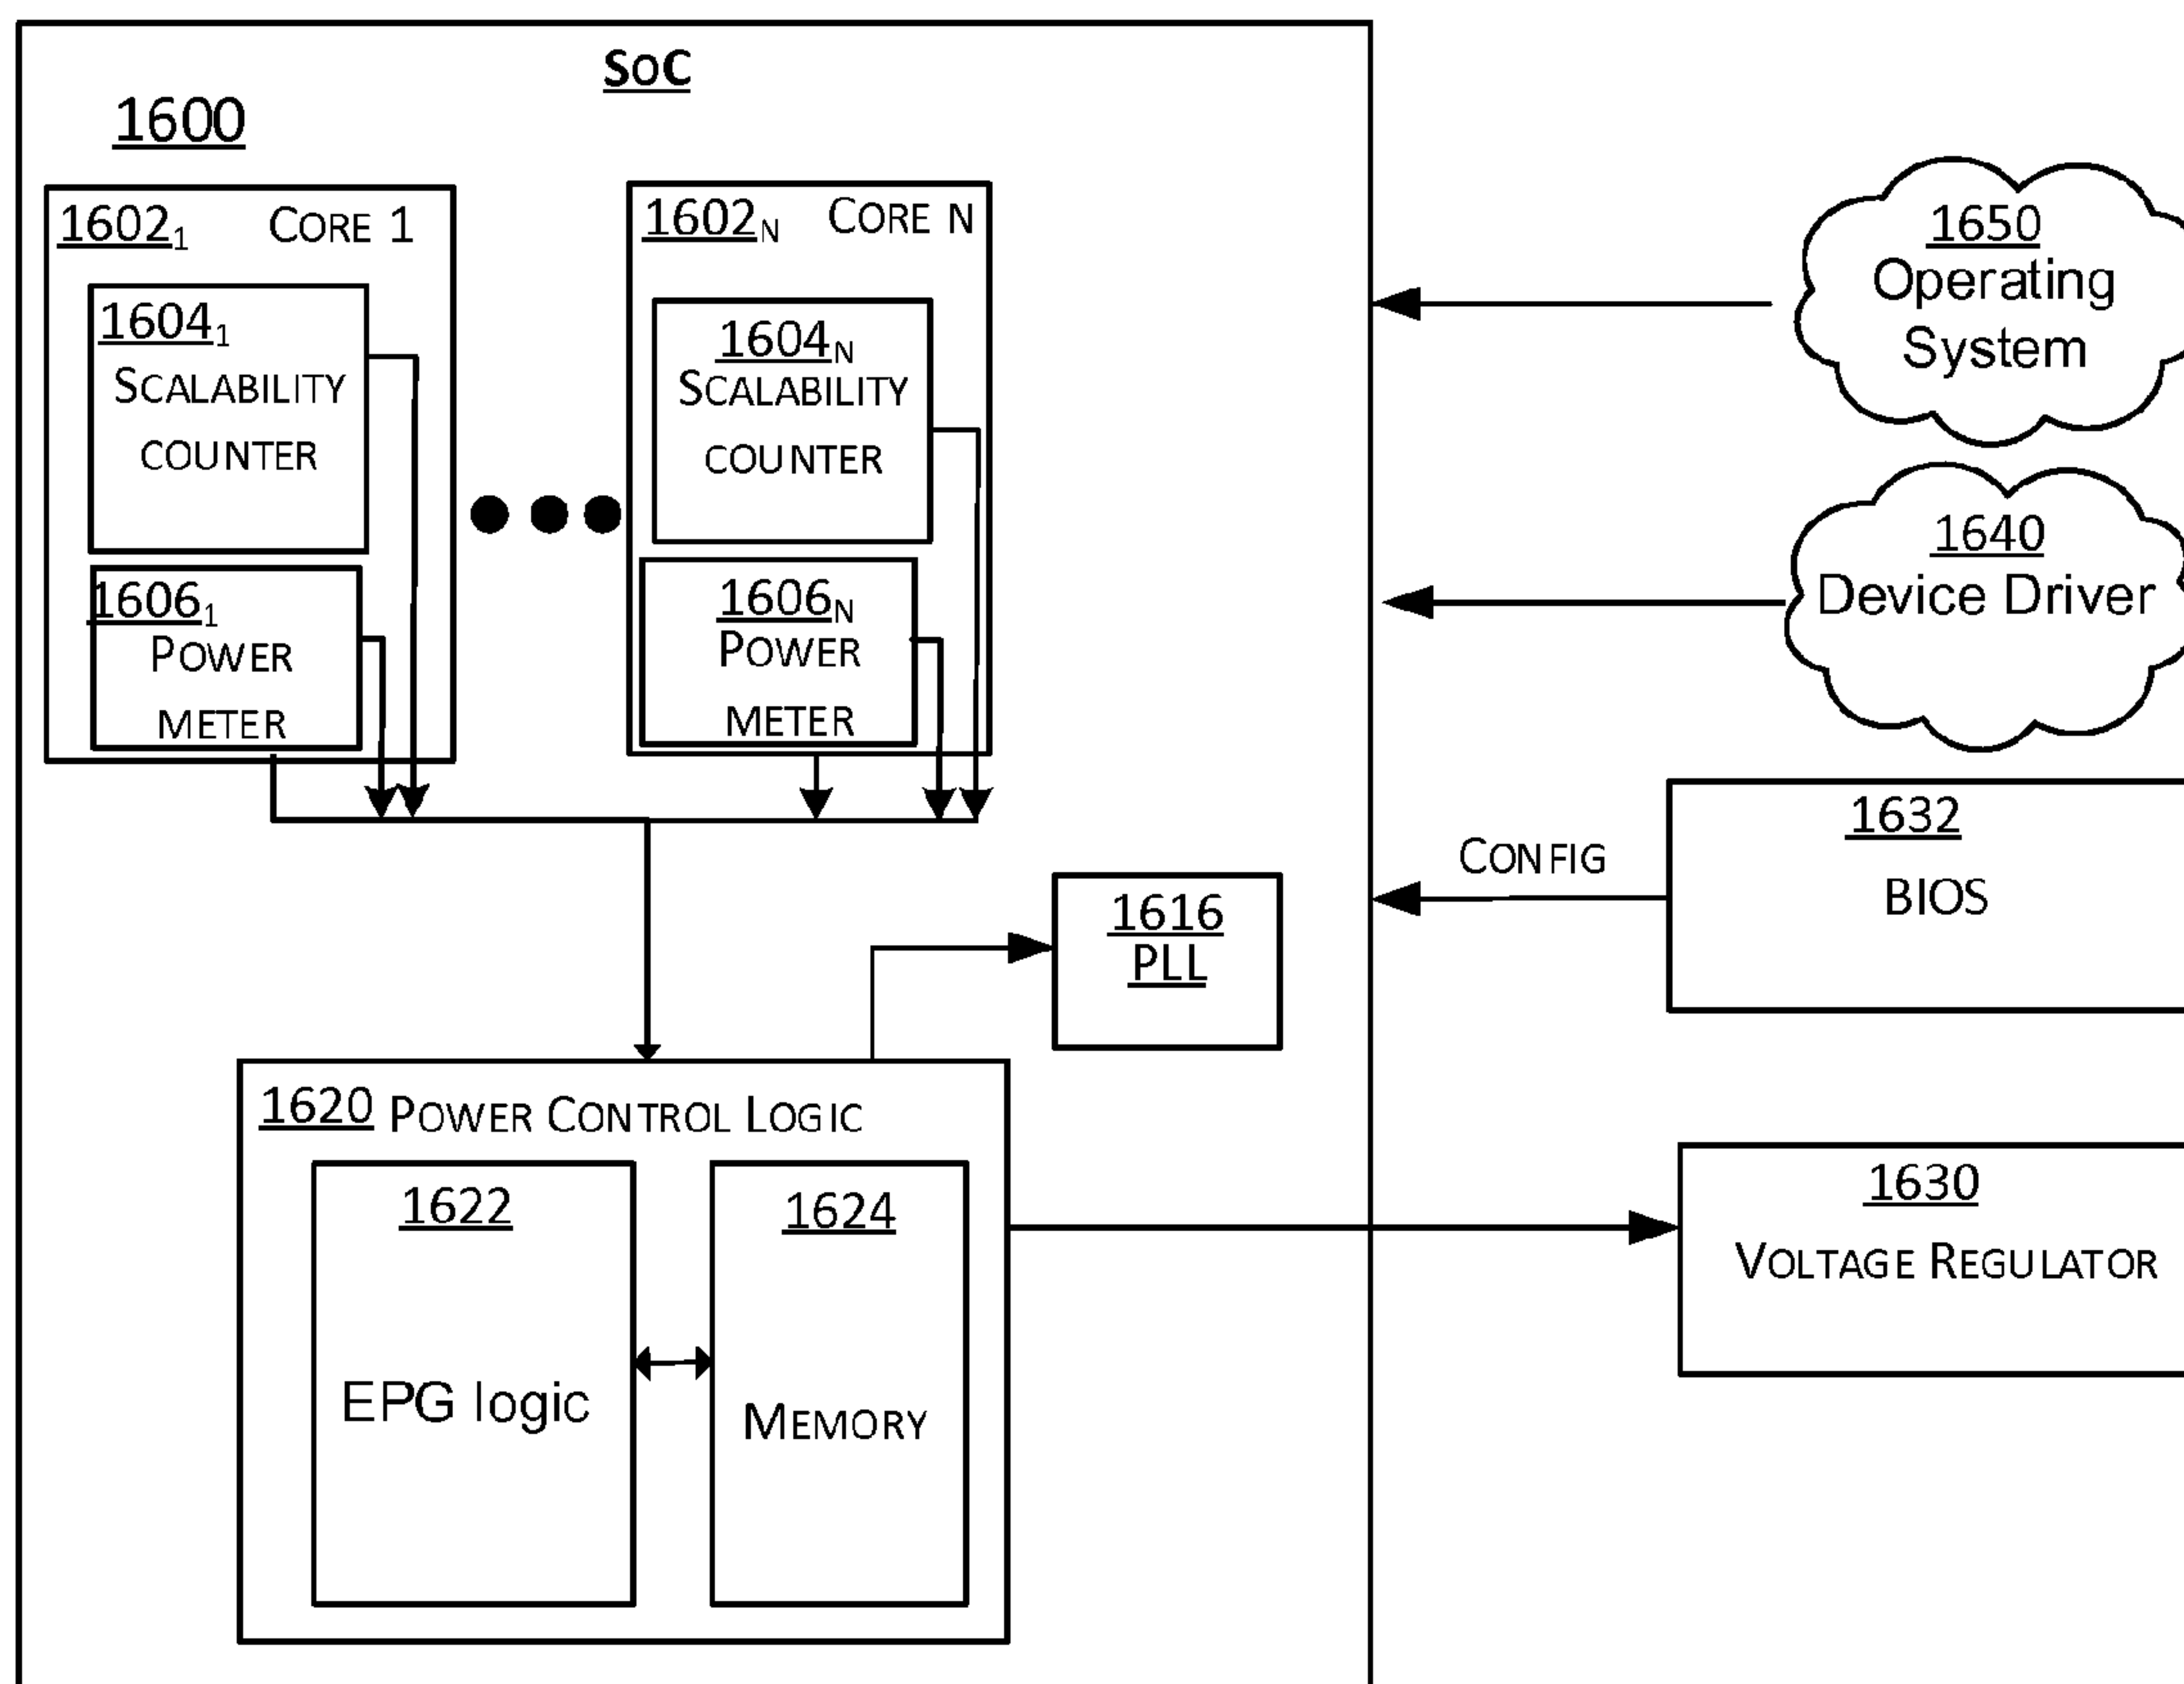 SoC
1600
1602₁ CORE 1
1604₁
SCALABILITY
COUNTER
1606₁
POWER
METER
1602N CORE N
1604N
SCALABILITY
COUNTER
1606N
POWER
METER
1650
Operating
System
1640
Device Driver
CONFIG
1632
BIOS
1616
PLL
1620 POWER CONTROL LOGIC
1622
EPG logic
1624
MEMORY
1630
VOLTAGE REGULATOR